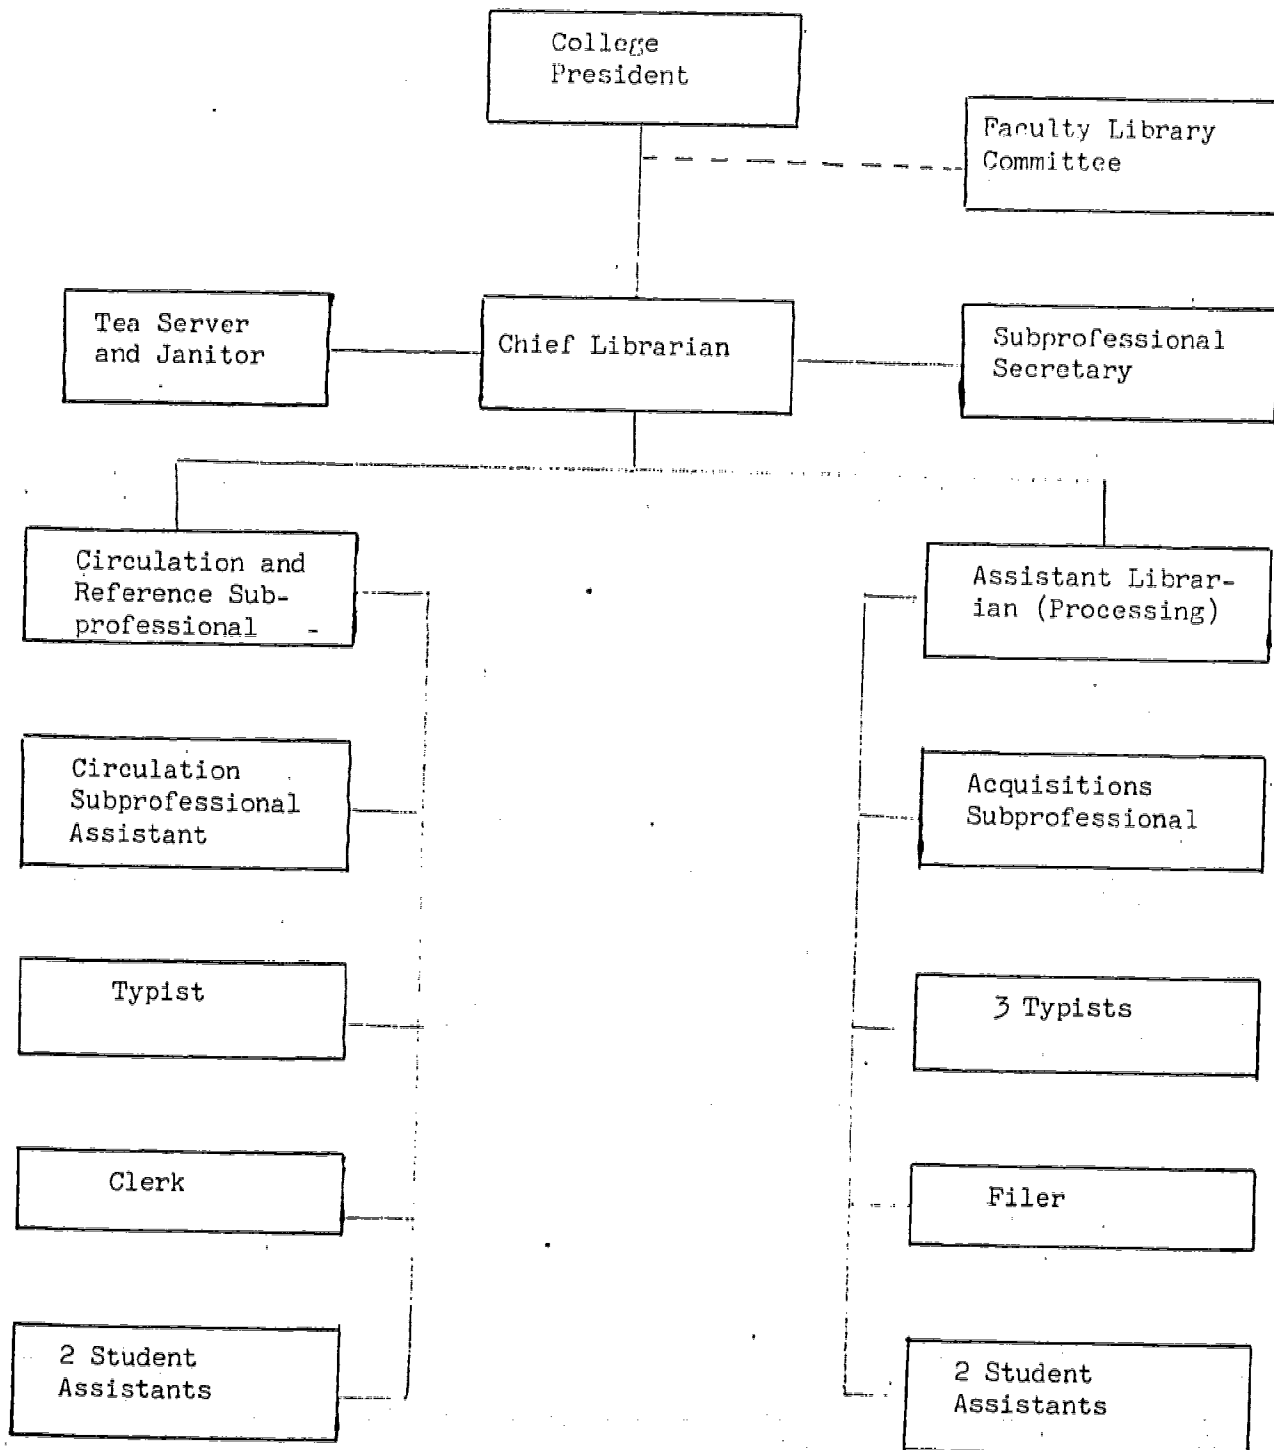 College
President
Faculty Library
Committee
Tea Server
and Janitor
Chief Librarian
Subprofessional
Secretary
Circulation and
Reference Sub-
professional -
Assistant Librar-
ian (Processing)
Circulation
Subprofessional
Assistant
Acquisitions
Subprofessional
Typist
3 Typists
Clerk
Filer
2 Student
Assistants
2 Student
Assistants